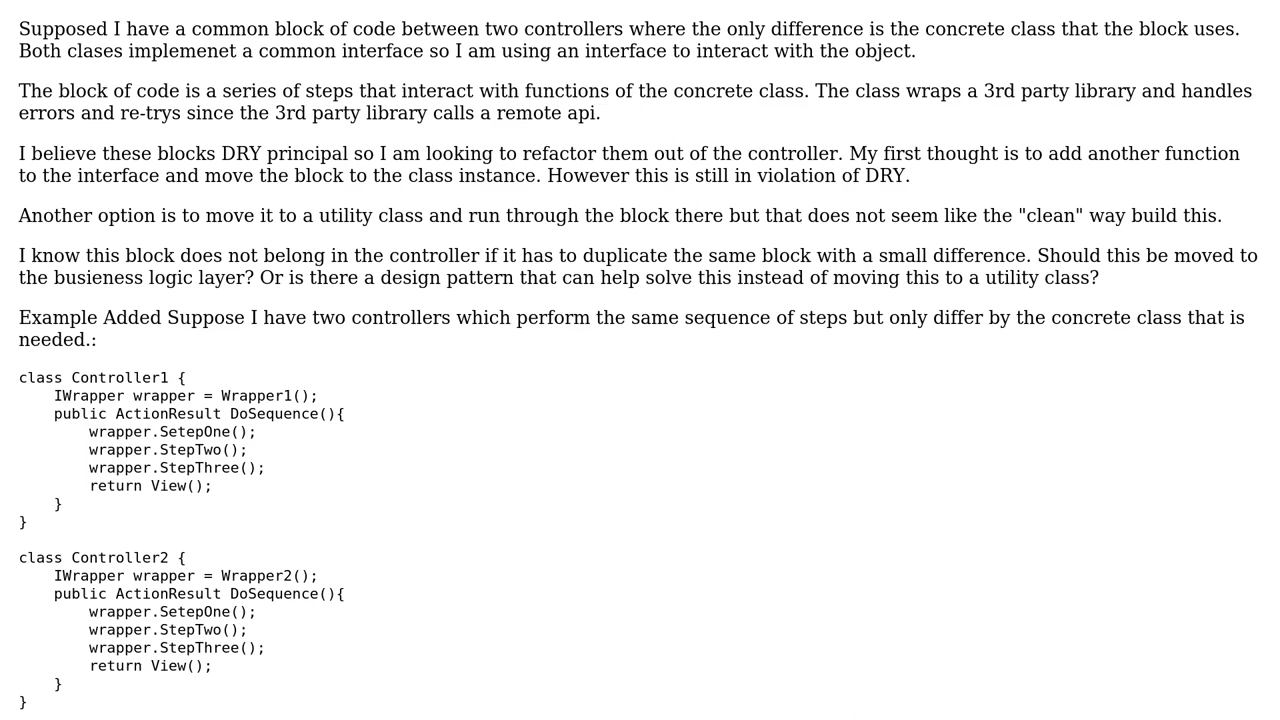 Supposed I have a common block of code between two controllers where the only difference is the concrete class that the block uses.
Both clases implemenet a common interface so I am using an interface to interact with the object.
The block of code is a series of steps that interact with functions of the concrete class. The class wraps a 3rd party library and handles
errors and re-trys since the 3rd party library calls a remote api.
I believe these blocks DRY principal so I am looking to refactor them out of the controller. My first thought is to add another function
to the interface and move the block to the class instance. However this is still in violation of DRY.
Another option is to move it to a utility class and run through the block there but that does not seem like the "clean" way build this.
I know this block does not belong in the controller if it has to duplicate the same block with a small difference. Should this be moved to
the busieness logic layer? Or is there a design pattern that can help solve this instead of moving this to a utility class?
Example Added Suppose I have two controllers which perform the same sequence of steps but only differ by the concrete class that is
needed.:
class Controller1 {
    IWrapper wrapper = Wrapper1();
    public ActionResult DoSequence(){
        wrapper.SetepOne();
        wrapper.StepTwo();
        wrapper.StepThree();
        return View();
    }
}
class Controller2 {
    IWrapper wrapper = Wrapper2();
    public ActionResult DoSequence(){
        wrapper.SetepOne();
        wrapper.StepTwo();
        wrapper.StepThree();
        return View();
    }
}